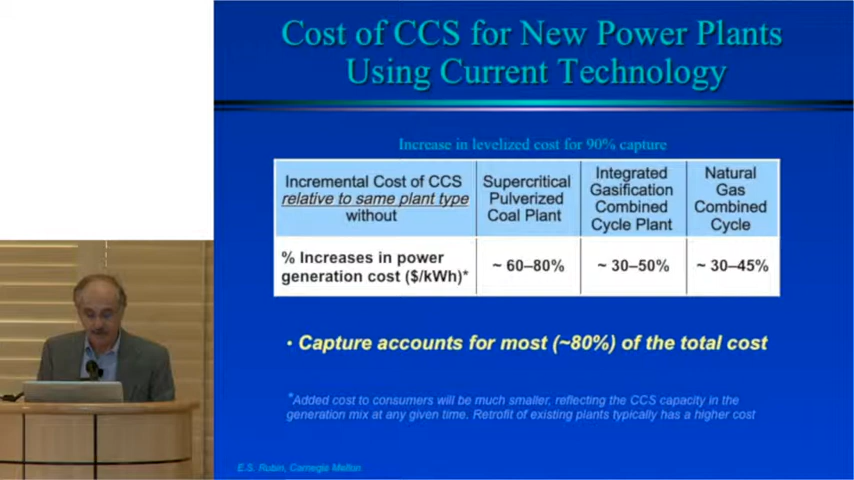 Cost of CCS for New Power Plants
Using Current Technology
Increase in levelized cost for 90% capture
Incremental Cost of CCS
relative to same plant type
without
Supercritical
Pulverized
Coal Plant
Integrated
Gasification
Combined
Cycle Plant
Natural
Gas
Combined
Cycle
% Increases in power
generation cost ($/kWh)*
~ 60–80%
~ 30–50%
~ 30–45%
• Capture accounts for most (~80%) of the total cost
*Added cost to consumers will be much smaller, reflecting the CCS capacity in the
generation mix at any given time. Retrofit of existing plants typically has a higher cost
E.S. Rubin, Carnegie Mellon